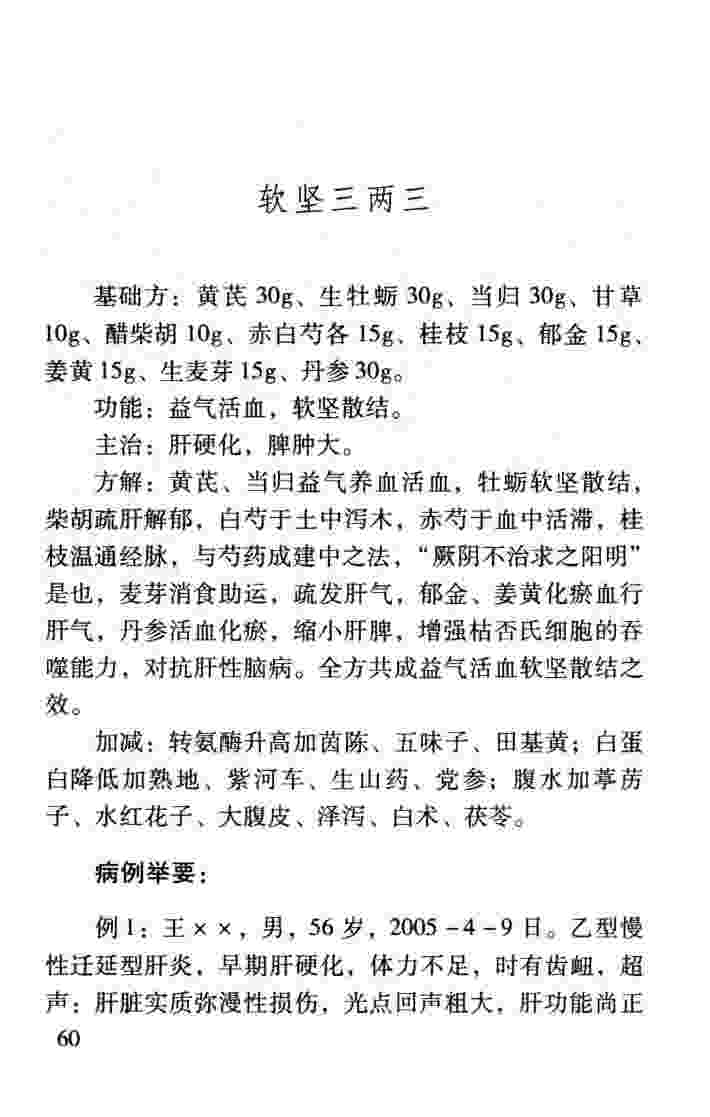 软坚三两三
基础方：黄芪 30g、生牡蛎 30g、当归 30g、甘草
10g、醋柴胡 10g、赤白芍各 15g、桂枝 15g、郁金 15g、
姜黄 15g、生麦芽 15g、丹参 30g。
功能：益气活血，软坚散结。
主治：肝硬化，脾肿大。
方解：黄芪、当归益气养血活血，牡蛎软坚散结，
柴胡疏肝解郁，白芍于土中泻木，赤芍于血中活滞，桂
枝温通经脉，与芍药成建中之法，“厥阴不治求之阳明”
是也，麦芽消食助运，疏发肝气，郁金、姜黄化瘀血行
肝气，丹参活血化瘀，缩小肝脾，增强枯否氏细胞的吞
噬能力，对抗肝性脑病。全方共成益气活血软坚散结之
效。
加减：转氨酶升高加茵陈、五味子、田基黄；白蛋
白降低加熟地、紫河车、生山药、党参；腹水加葶苈
子、水红花子、大腹皮、泽泻、白术、茯苓。
病例举要：
例 1：王××，男，56 岁，2005－4－9 日。乙型慢
性迁延型肝炎，早期肝硬化，体力不足，时有齿衄，超
声：肝脏实质弥漫性损伤，光点回声粗大，肝功能尚正
60